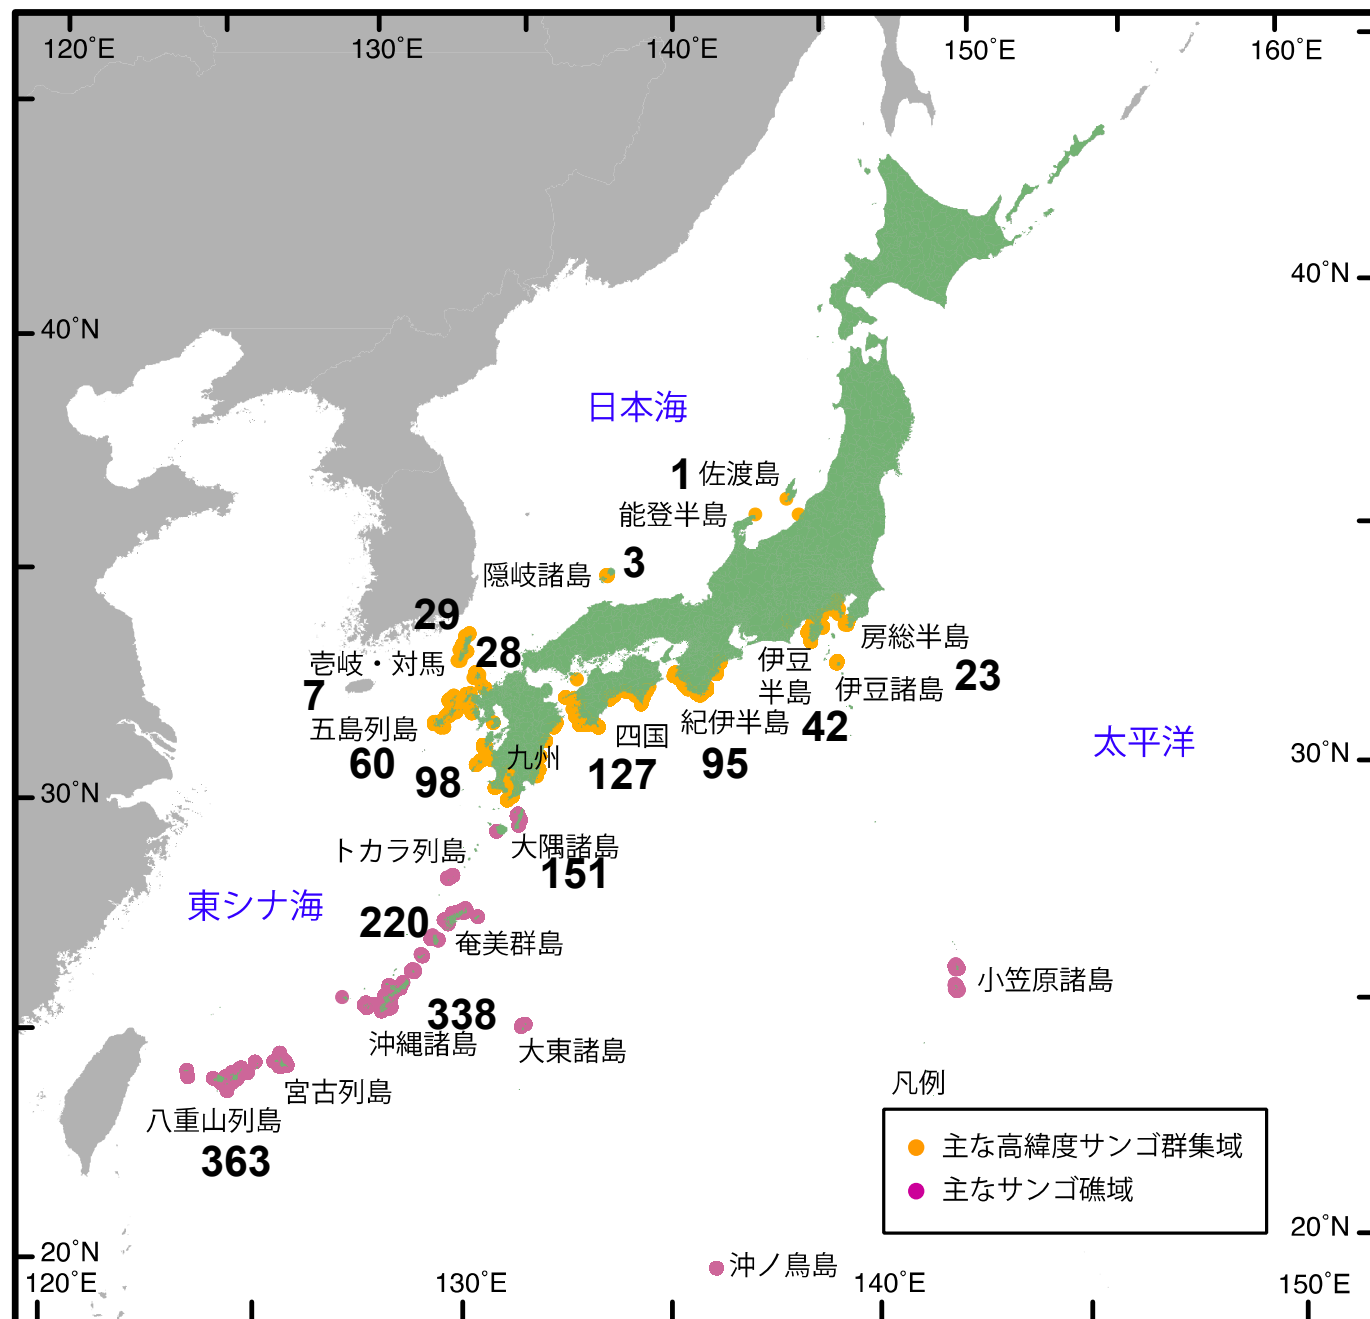 120°E
130°E
140°E
150°E
160°E
40°N
40°N
日本海
1
佐渡島
能登半島
3
隠岐諸島
29
28
壱岐・対馬
7
五島列島
60
98
九州
四国
127
紀伊半島
95
伊豆
半島
42
房総半島
伊豆諸島
23
太平洋
30°N
30°N
トカラ列島
大隅諸島
151
東シナ海
220
奄美群島
338
沖縄諸島
大東諸島
小笠原諸島
宮古列島
八重山列島
363
凡例
主な高緯度サンゴ群集域
主なサンゴ礁域
20°N
20°N
沖ノ鳥島
120°E
130°E
140°E
150°E